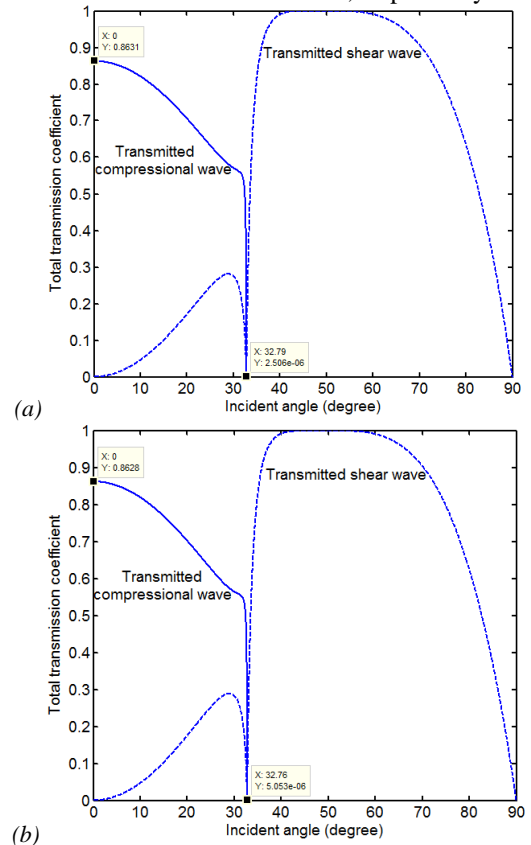 X: 0
Y: 0.8631
Transmitted shear wave
Transmitted
compressional wave
X: 32.79
Y: 2.506e-06
Total transmission coefficient
1
0.9
0.8
0.7
0.6
0.5
0.4
0.3
0.2
0.1
0
0 10 20 30 40 50 60 70 80 90
Incident angle (degree)
(a)
X: 0
Y: 0.8628
Transmitted shear wave
Transmitted
compressional wave
X: 32.76
Y: 5.053e-06
Total transmission coefficient
1
0.9
0.8
0.7
0.6
0.5
0.4
0.3
0.2
0.1
0
0 10 20 30 40 50 60 70 80 90
Incident angle (degree)
(b)